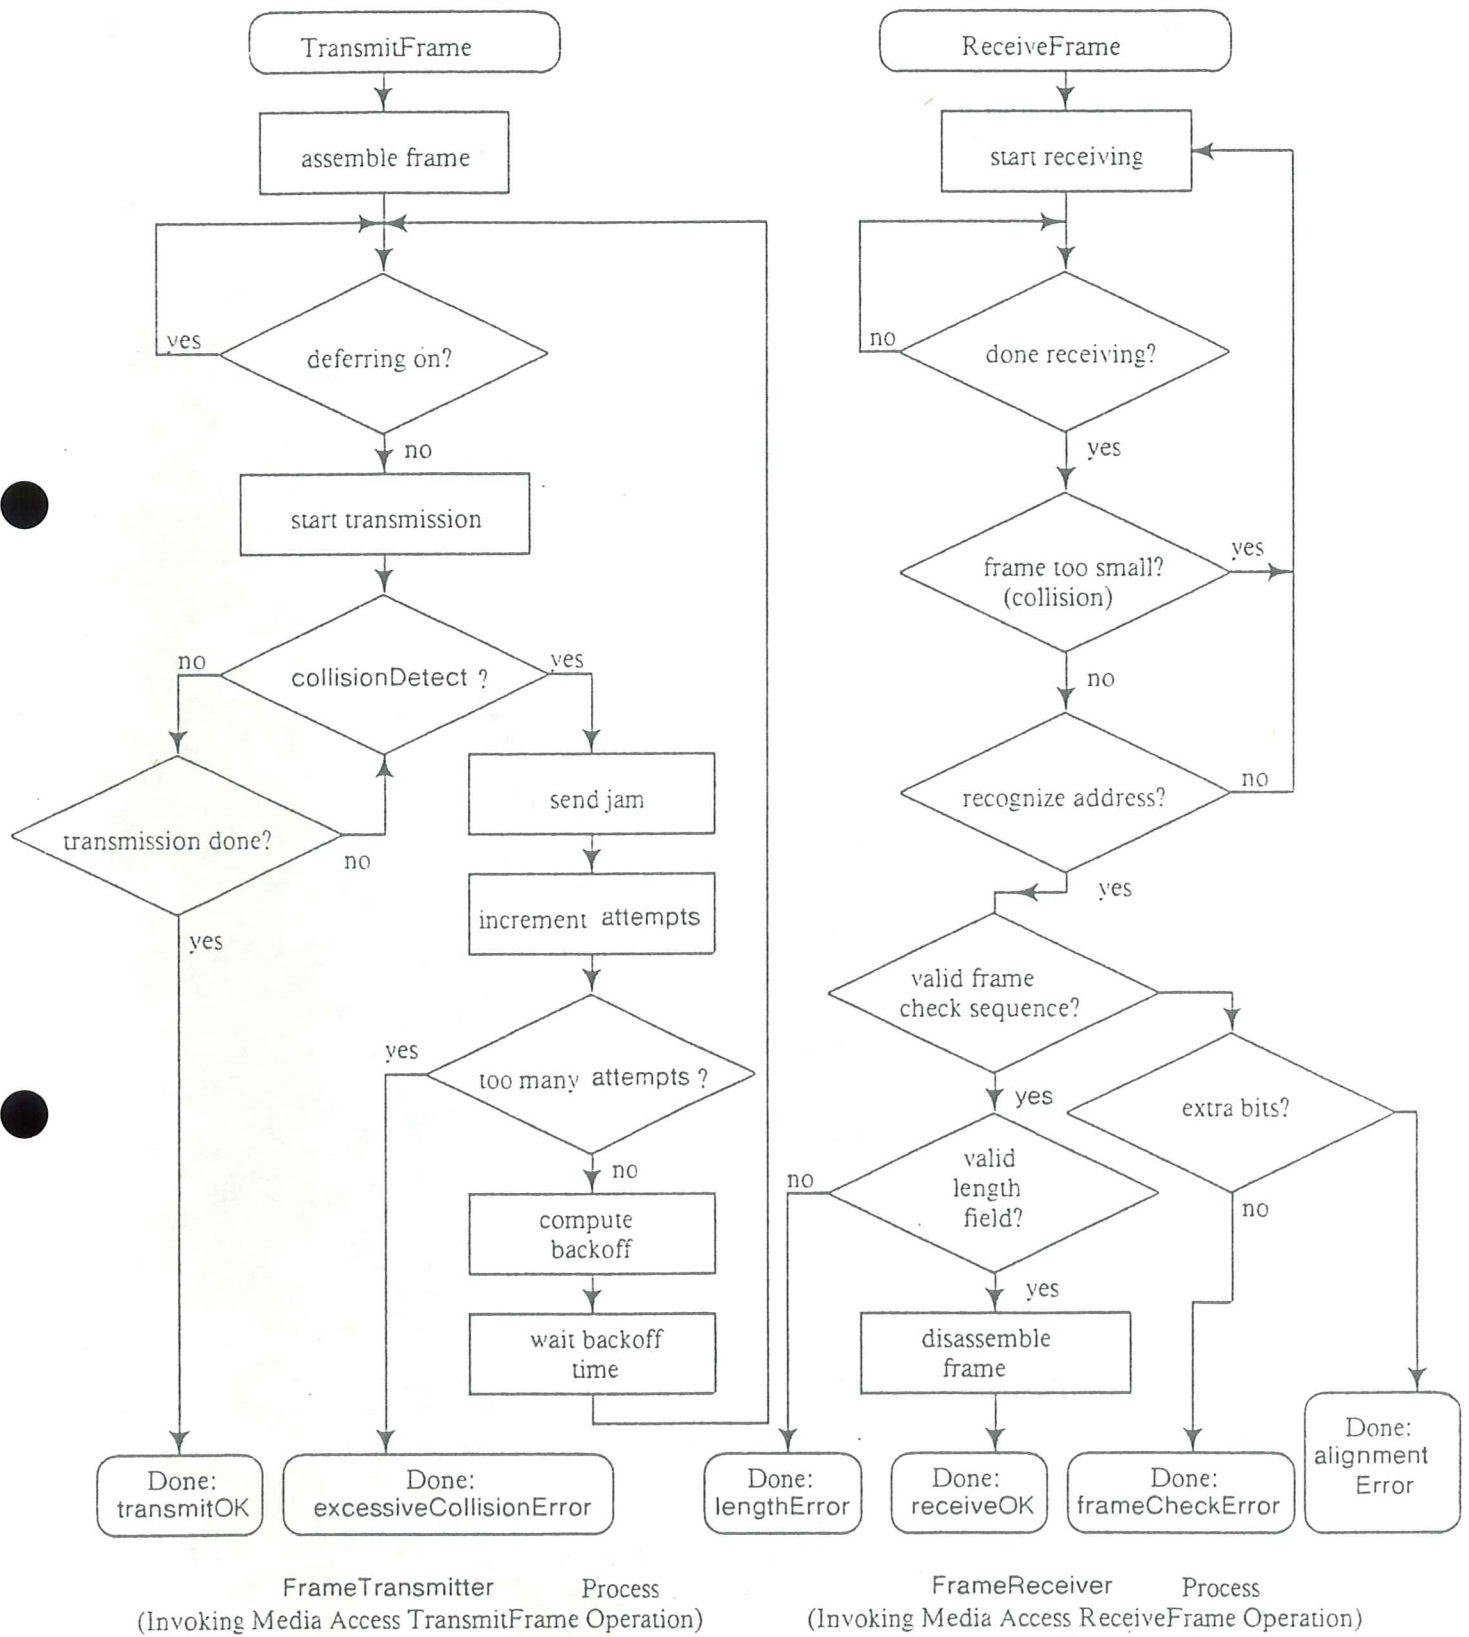 TransmitFrame
assemble frame
yes
deferring on?
no
start transmission
no
collisionDetect ?
yes
transmission done?
no
send jam
increment attempts
yes
yes
too many attempts ?
no
compute
backoff
wait backoff
time
Done:
transmitOK
Done:
excessiveCollisionError
FrameTransmitter Process
(Invoking Media Access TransmitFrame Operation)
ReceiveFrame
start receiving
no
done receiving?
yes
frame too small?
(collision)
yes
no
recognize address?
no
yes
valid frame
check sequence?
yes
extra bits?
no
valid
length
field?
no
yes
disassemble
frame
Done:
lengthError
Done:
receiveOK
Done:
frameCheckError
Done:
alignment
Error
FrameReceiver Process
(Invoking Media Access ReceiveFrame Operation)